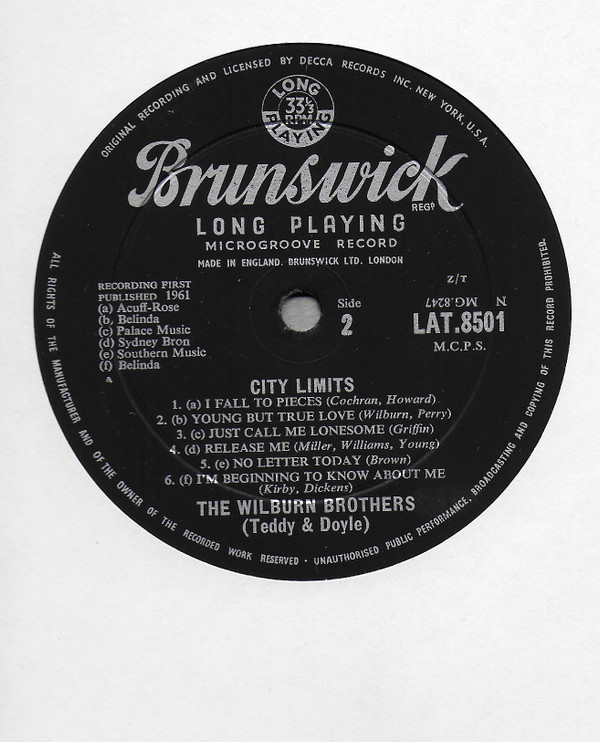 ORIGINAL RECORDING AND LICENSED BY DECCA RECORDS INC. NEW YORK, U.S.A.
LONG
33⅓
RPM
PLAYING
Brunswick
REGD
LONG PLAYING
MICROGROOVE RECORD
MADE IN ENGLAND. BRUNSWICK LTD. LONDON
RECORDING FIRST
PUBLISHED 1961
(a) Acuff-Rose
(b) Belinda
(c) Palace Music
(d) Sydney Bron
(e) Southern Music
(f) Belinda
Side
2
T/Z
N MG.8247
LAT.8501
M.C.P.S.
CITY LIMITS
1. (a) I FALL TO PIECES (Cochran, Howard)
2. (b) YOUNG BUT TRUE LOVE (Wilburn, Perry)
3. (c) JUST CALL ME LONESOME (Griffin)
4. (d) RELEASE ME (Miller, Williams, Young)
5. (e) NO LETTER TODAY (Brown)
6. (f) I'M BEGINNING TO KNOW ABOUT ME
(Kirby, Dickens)
THE WILBURN BROTHERS
(Teddy & Doyle)
ALL RIGHTS OF THE MANUFACTURER AND OF THE OWNER OF THE RECORDED WORK RESERVED · UNAUTHORISED PUBLIC PERFORMANCE, BROADCASTING AND COPYING OF THIS RECORD PROHIBITED.